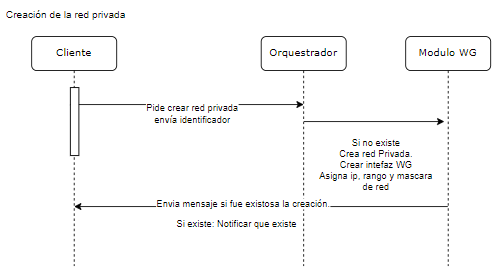 Creación de la red privada
Cliente
Orquestrador
Modulo WG
Pide crear red privada
envía identificador
Si no existe
Crea red Privada.
Crear intefaz WG
Asigna ip, rango y mascara
de red
Envia mensaje si fue existosa la creación.
Si existe: Notificar que existe